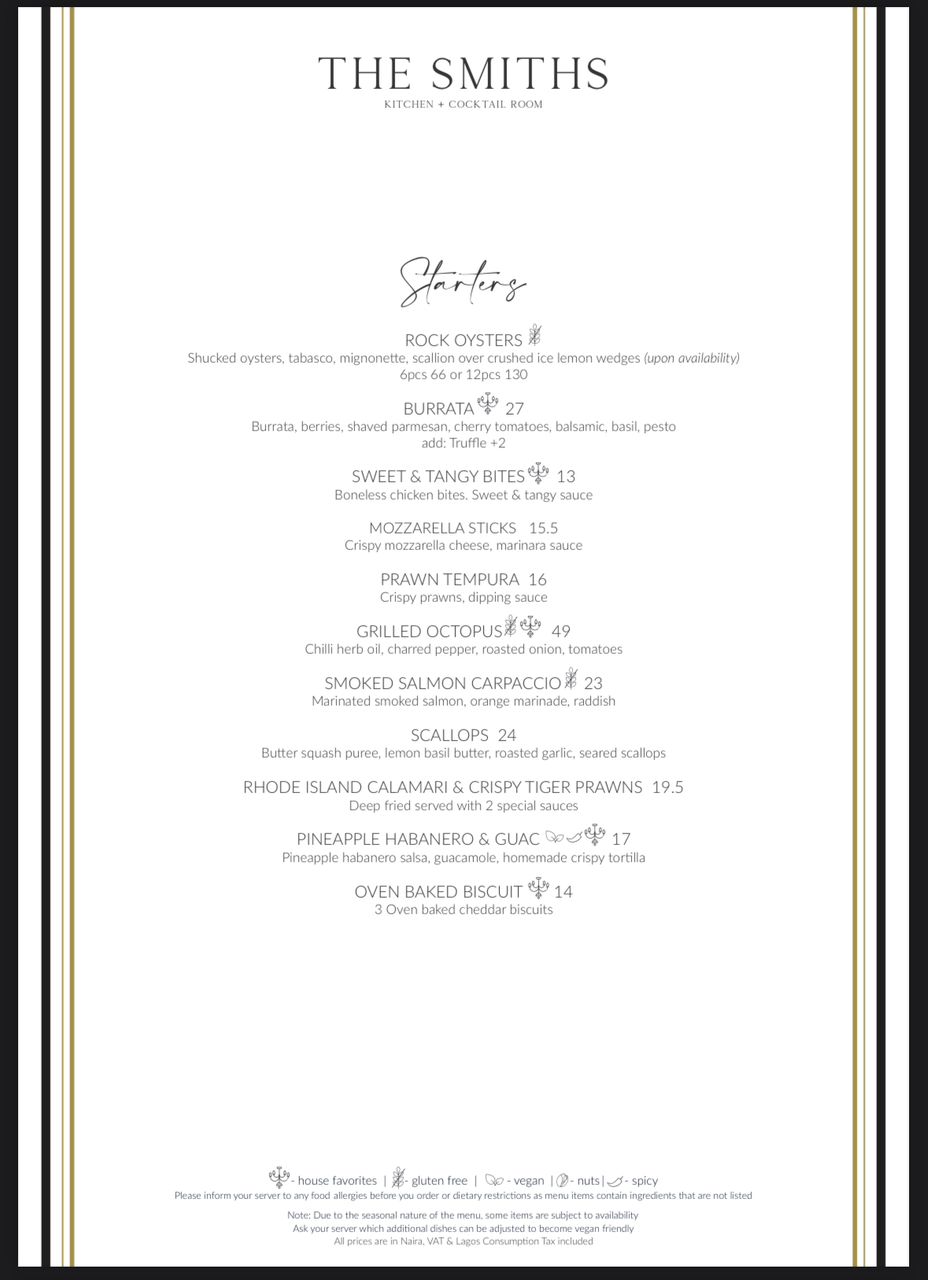 THE SMITHS
KITCHEN + COCKTAIL ROOM
Starters
ROCK OYSTERS
Shucked oysters, tabasco, mignonette, scallion over crushed ice lemon wedges (upon availability)
6pcs 66 or 12pcs 130
BURRATA 27
Burrata, berries, shaved parmesan, cherry tomatoes, balsamic, basil, pesto
add: Truffle +2
SWEET & TANGY BITES 13
Boneless chicken bites. Sweet & tangy sauce
MOZZARELLA STICKS 15.5
Crispy mozzarella cheese, marinara sauce
PRAWN TEMPURA 16
Crispy prawns, dipping sauce
GRILLED OCTOPUS 49
Chilli herb oil, charred pepper, roasted onion, tomatoes
SMOKED SALMON CARPACCIO 23
Marinated smoked salmon, orange marinade, raddish
SCALLOPS 24
Butter squash puree, lemon basil butter, roasted garlic, seared scallops
RHODE ISLAND CALAMARI & CRISPY TIGER PRAWNS 19.5
Deep fried served with 2 special sauces
PINEAPPLE HABANERO & GUAC 17
Pineapple habanero salsa, guacamole, homemade crispy tortilla
OVEN BAKED BISCUIT 14
3 Oven baked cheddar biscuits
- house favorites | - gluten free | - vegan | - nuts | - spicy
Please inform your server to any food allergies before you order or dietary restrictions as menu items contain ingredients that are not listed
Note: Due to the seasonal nature of the menu, some items are subject to availability
Ask your server which additional dishes can be adjusted to become vegan friendly
All prices are in Naira, VAT & Lagos Consumption Tax included